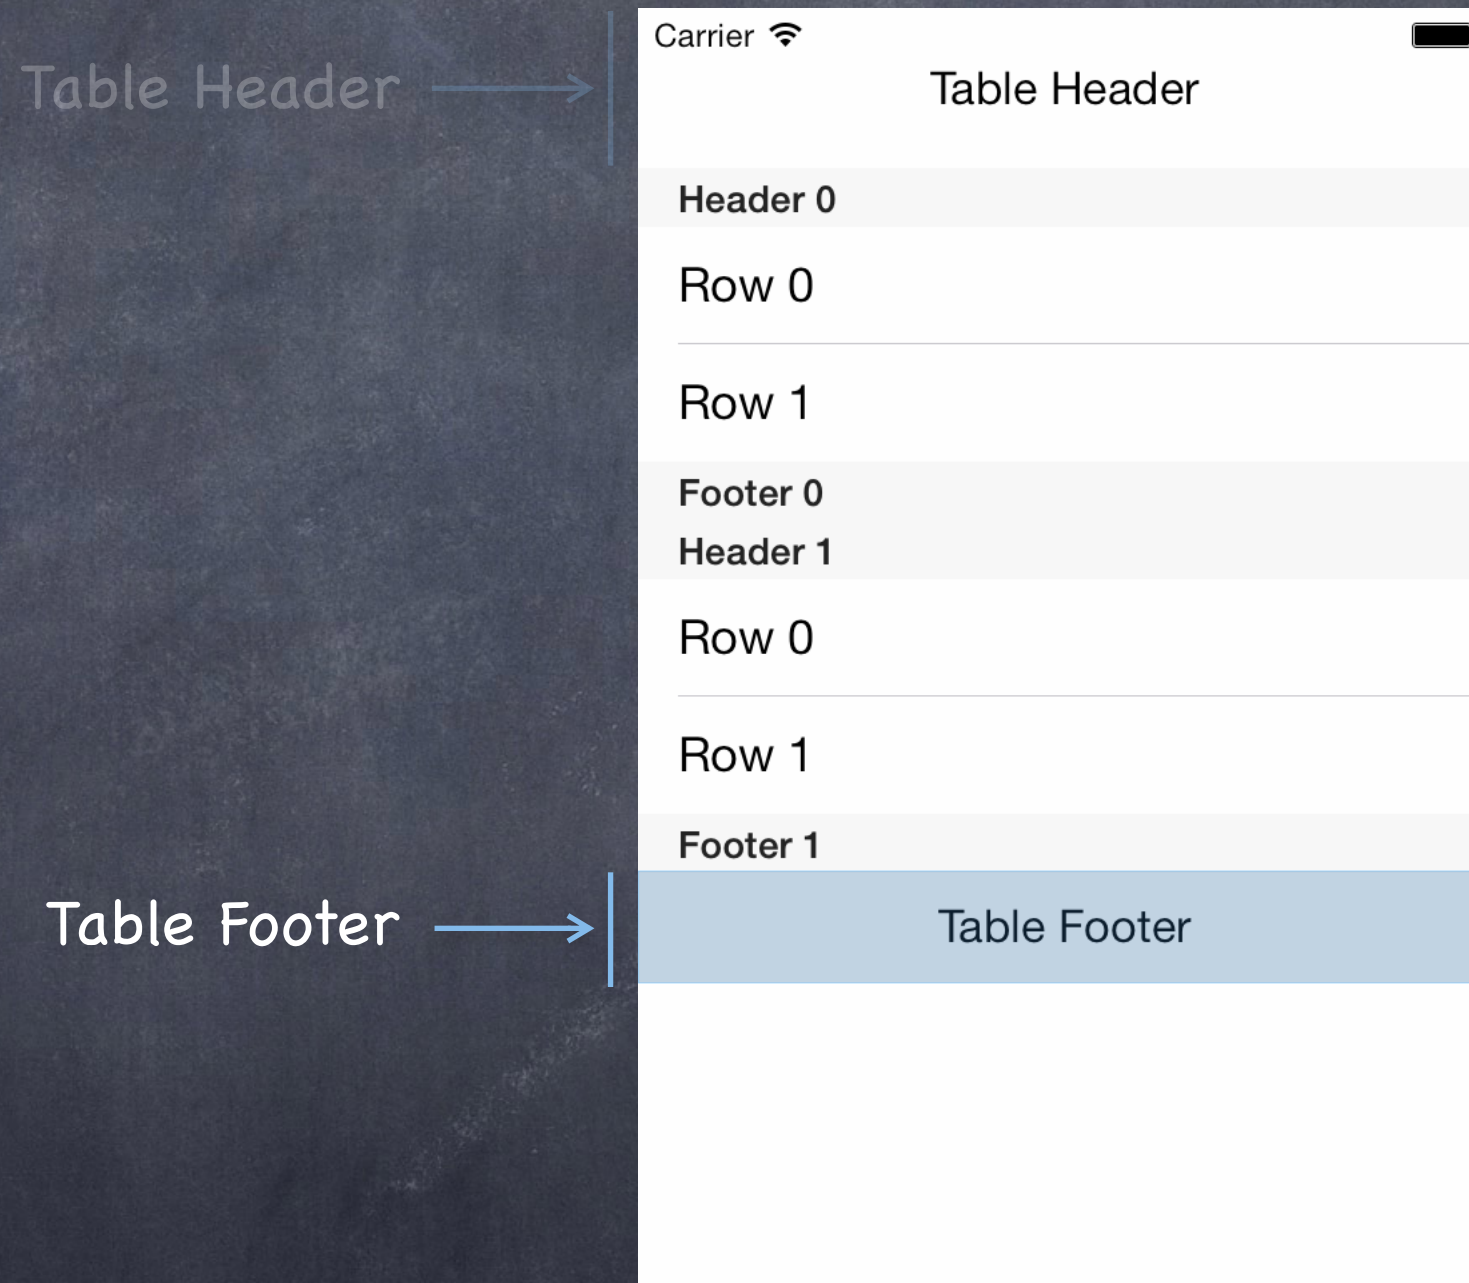 Carrier
Table Header
Table Header
Header 0
Row 0
Row 1
Footer 0
Header 1
Row 0
Row 1
Footer 1
Table Footer
Table Footer